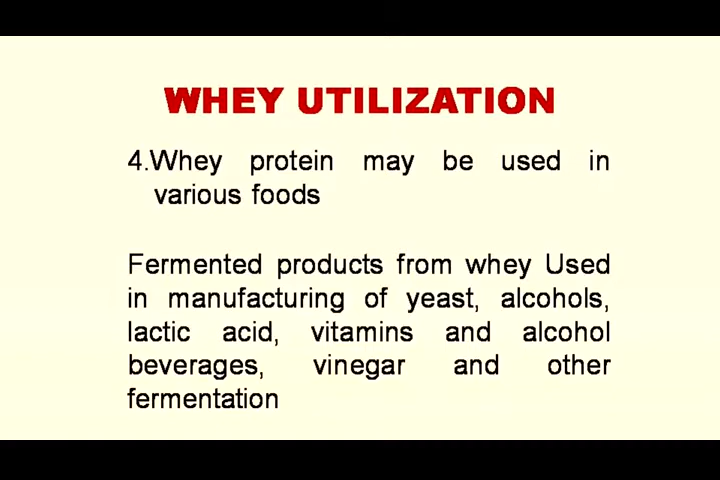 WHEY UTILIZATION
4.Whey protein may be used in
various foods
Fermented products from whey Used
in manufacturing of yeast, alcohols,
lactic acid, vitamins and alcohol
beverages, vinegar and other
fermentation